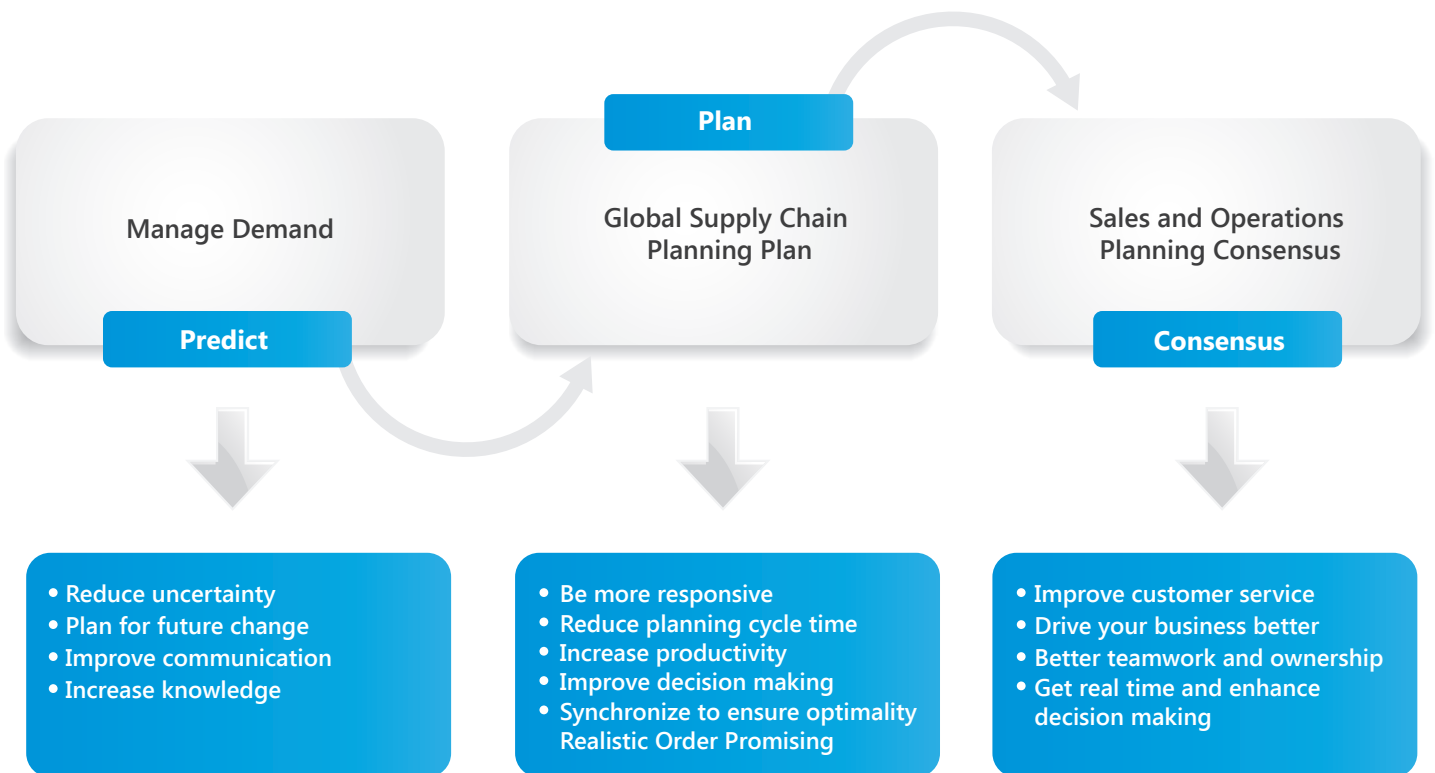 Manage Demand
Predict
Plan
Global Supply Chain
Planning Plan
Sales and Operations
Planning Consensus
Consensus
• Reduce uncertainty
• Plan for future change
• Improve communication
• Increase knowledge
• Be more responsive
• Reduce planning cycle time
• Increase productivity
• Improve decision making
• Synchronize to ensure optimality
Realistic Order Promising
• Improve customer service
• Drive your business better
• Better teamwork and ownership
• Get real time and enhance
decision making